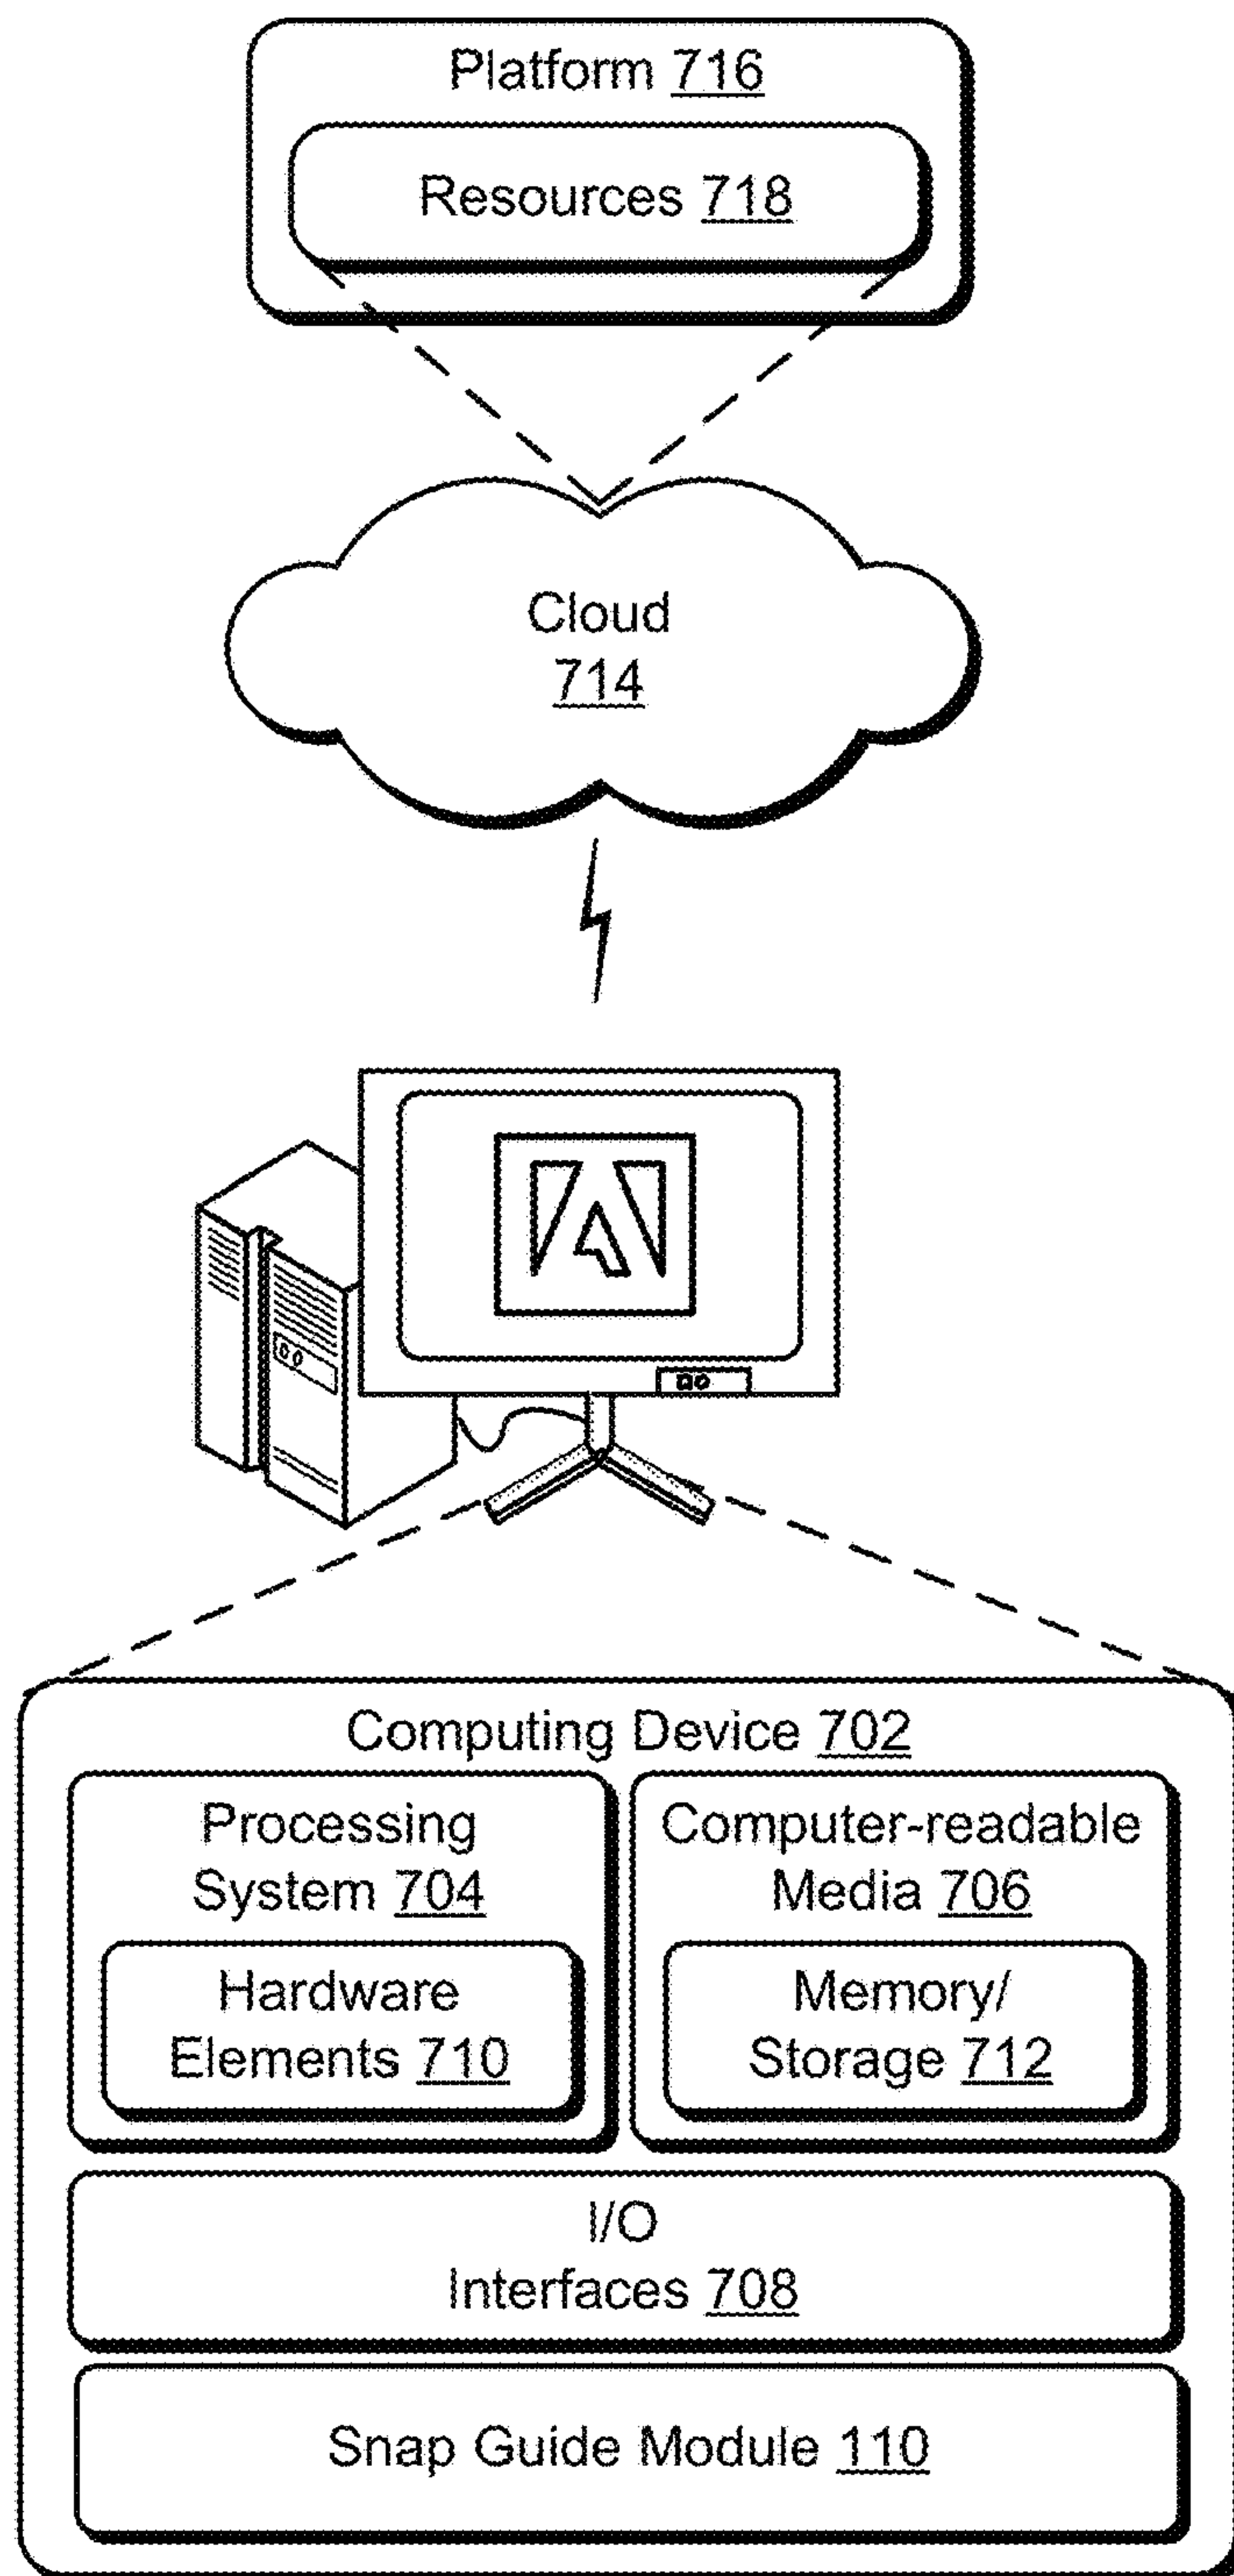 Platform 716
Resources 718
Cloud
714
Computing Device 702
Processing
System 704
Hardware
Elements 710
Computer-readable
Media 706
Memory/
Storage 712
I/O
Interfaces 708
Snap Guide Module 110